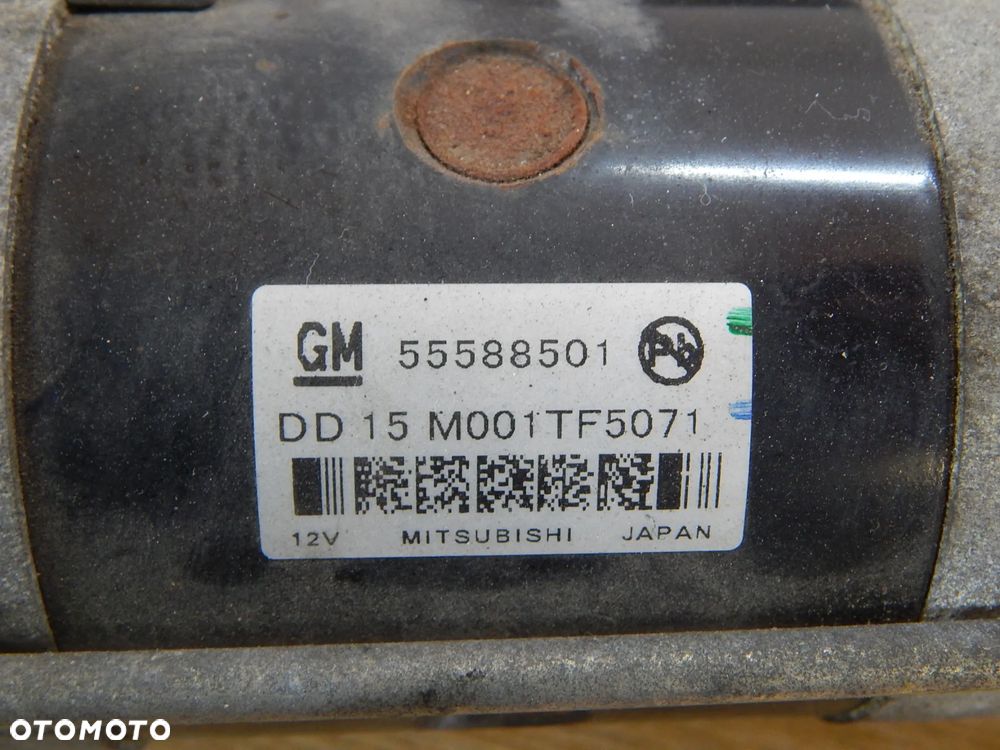 GM 55588501 Pb
DD 15 M001TF5071
12V MITSUBISHI JAPAN
OTOMOTO